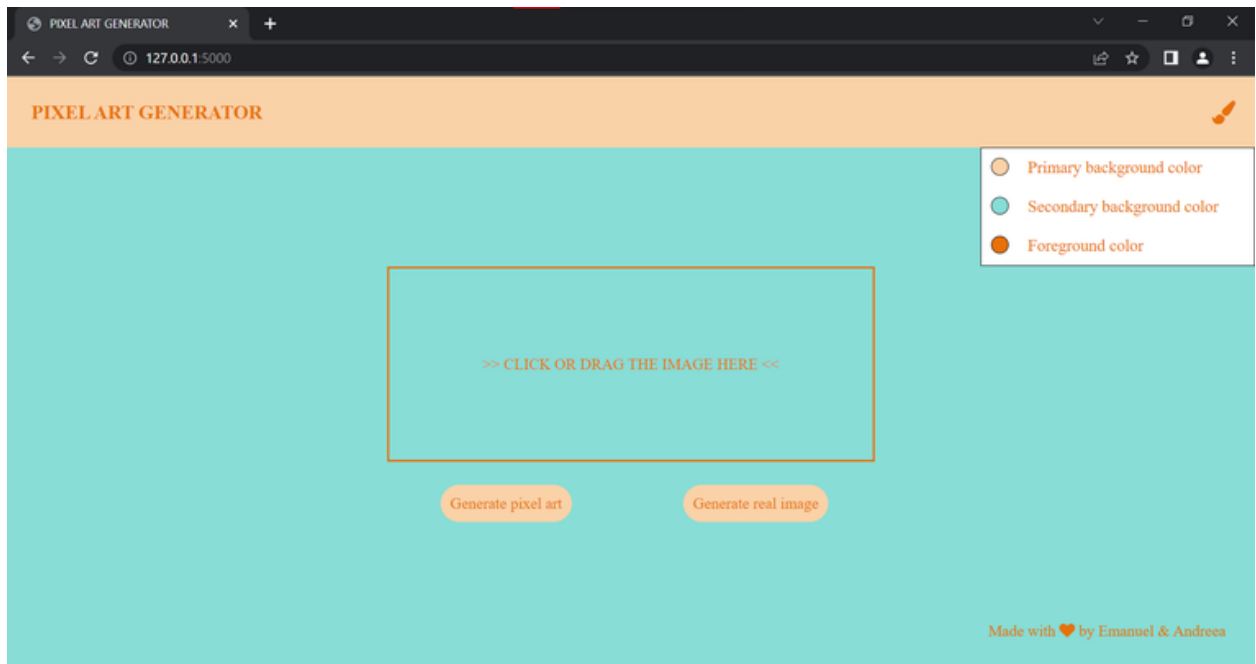 PIXEL ART GENERATOR
127.0.0.1:5000
PIXEL ART GENERATOR
Primary background color
Secondary background color
Foreground color
>> CLICK OR DRAG THE IMAGE HERE <<
Generate pixel art Generate real image
Made with ❤ by Emanuel & Andreea